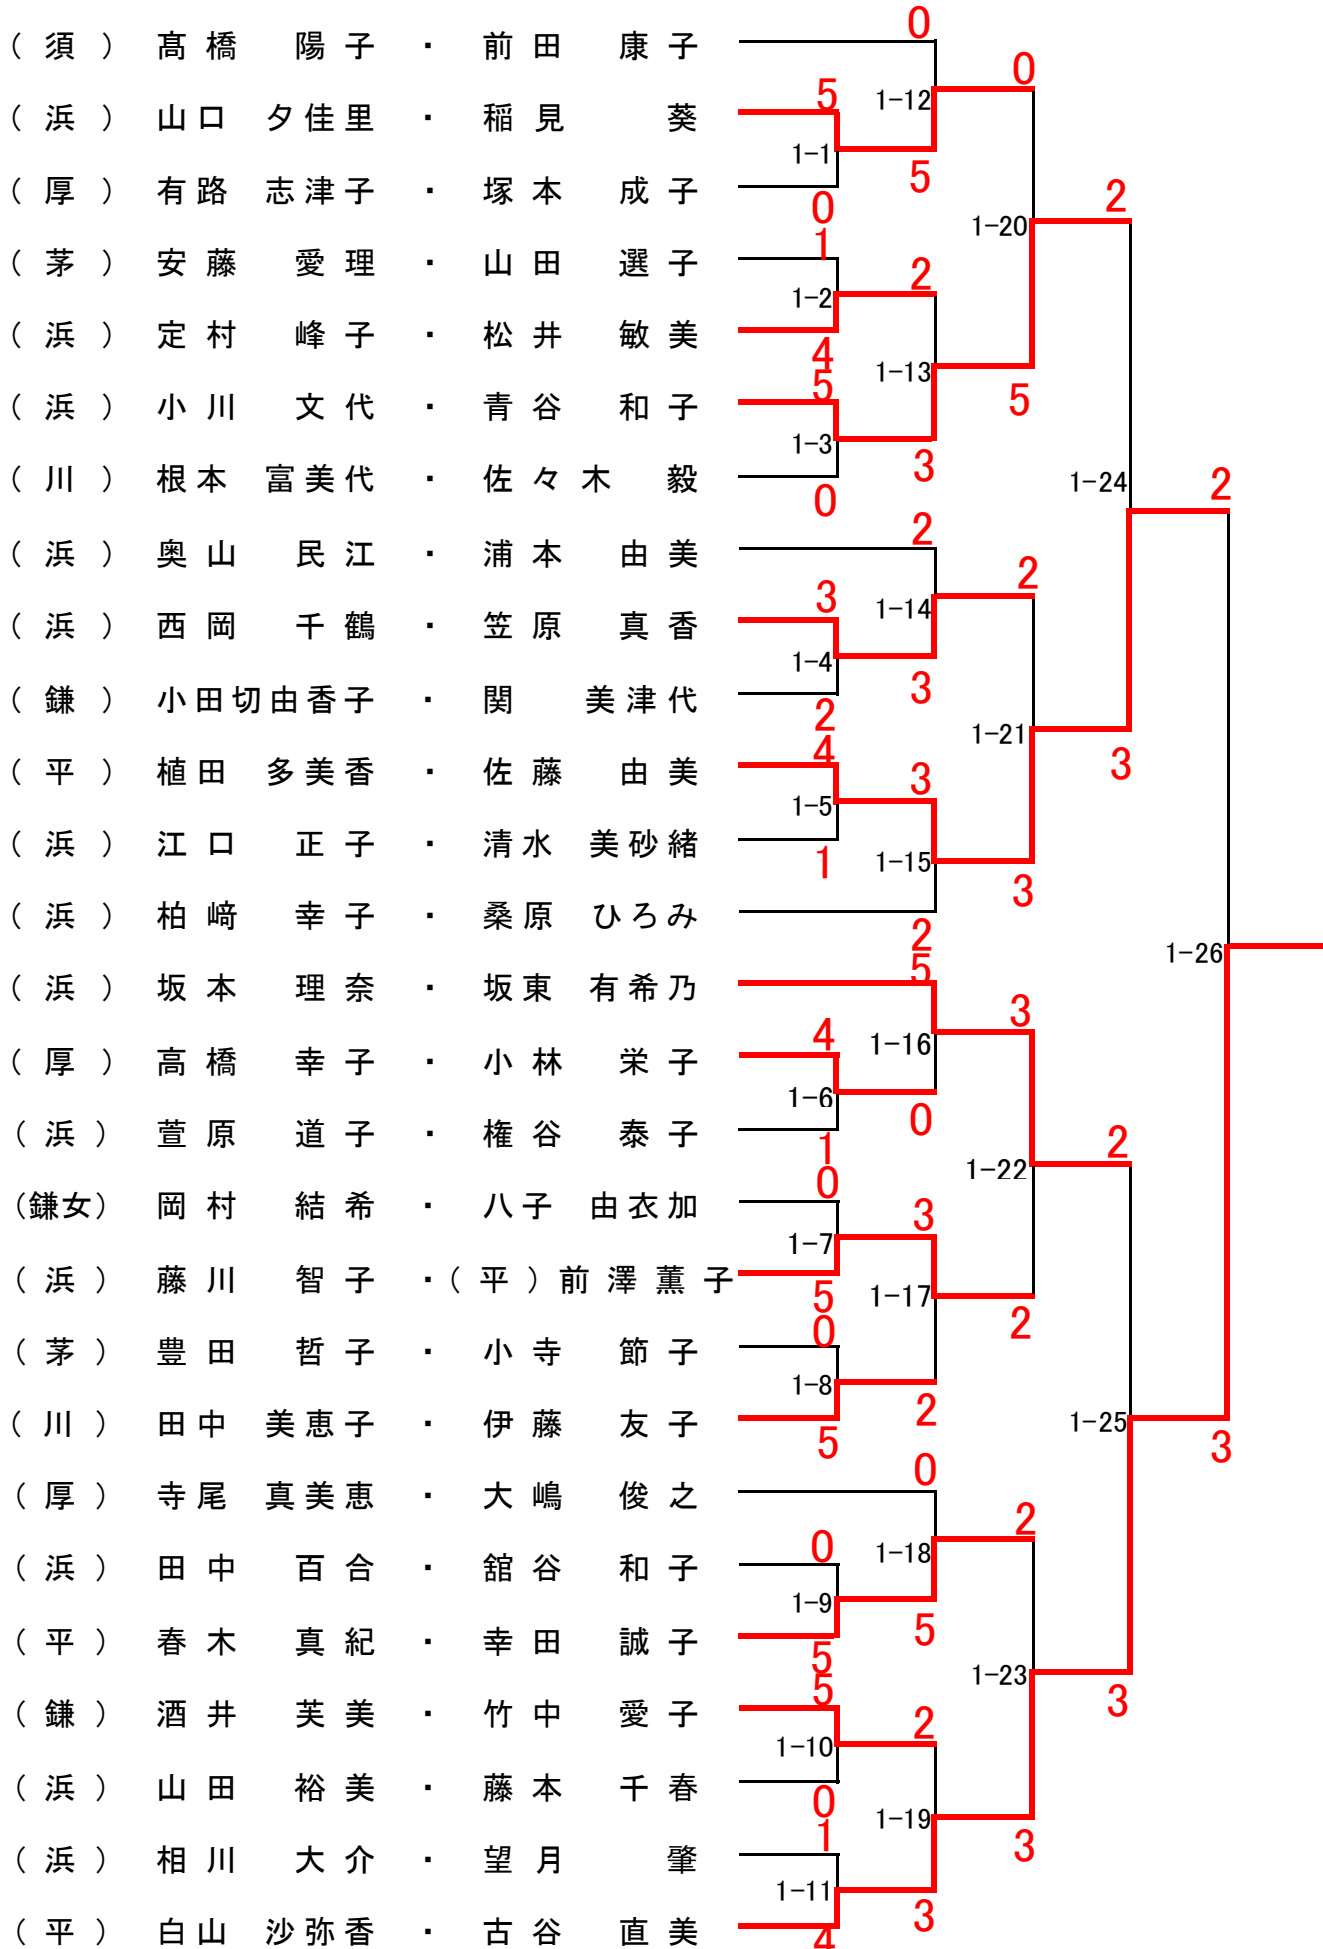 0
（ 須 ） 髙橋 陽子 ・ 前田 康子
0
5 1-12
（ 浜 ） 山口 夕佳里 ・ 稲見 葵
1-1
5
（ 厚 ） 有路 志津子 ・ 塚本 成子
2
0
1-20
1
（ 茅 ） 安藤 愛理 ・ 山田 選子
2
1-2
（ 浜 ） 定村 峰子 ・ 松井 敏美
4
1-13
5
5
（ 浜 ） 小川 文代 ・ 青谷 和子
1-3
3
（ 川 ） 根本 富美代 ・ 佐々木 毅
1-24 2
0
2
（ 浜 ） 奥山 民江 ・ 浦本 由美
2
3 1-14
（ 浜 ） 西岡 千鶴 ・ 笠原 真香
1-4
3
（ 鎌 ） 小田切由香子 ・ 関 美津代
2
1-21
4
（ 平 ） 植田 多美香 ・ 佐藤 由美
3 3
1-5
（ 浜 ） 江口 正子 ・ 清水 美砂緒
1 1-15
3
（ 浜 ） 柏﨑 幸子 ・ 桑原 ひろみ
2
1-26
5
（ 浜 ） 坂本 理奈 ・ 坂東 有希乃
3
4 1-16
（ 厚 ） 高橋 幸子 ・ 小林 栄子
1-6
0
（ 浜 ） 萱原 道子 ・ 権谷 泰子
1 2
1-22
0
（鎌女） 岡村 結希 ・ 八子 由衣加
3
1-7
（ 浜 ） 藤川 智子 ・（ 平 ）前澤薫子
5 1-17
2
0
（ 茅 ） 豊田 哲子 ・ 小寺 節子
1-8
2
（ 川 ） 田中 美恵子 ・ 伊藤 友子
1-25
5 3
0
（ 厚 ） 寺尾 真美恵 ・ 大嶋 俊之
2
0 1-18
（ 浜 ） 田中 百合 ・ 舘谷 和子
1-9
5
（ 平 ） 春木 真紀 ・ 幸田 誠子
5
1-23
5
（ 鎌 ） 酒井 芙美 ・ 竹中 愛子
3
2
1-10
（ 浜 ） 山田 裕美 ・ 藤本 千春
0
1-19
1 3
（ 浜 ） 相川 大介 ・ 望月 肇
1-11
3
（ 平 ） 白山 沙弥香 ・ 古谷 直美
4